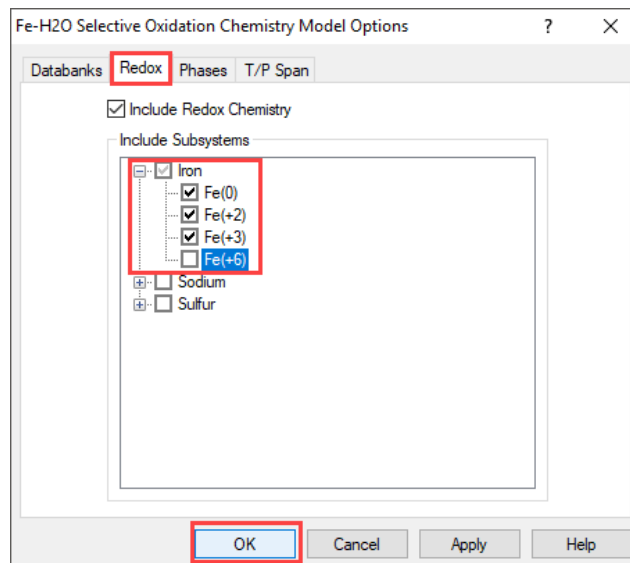 Fe-H2O Selective Oxidation Chemistry Model Options ? X
Databanks Redox Phases T/P Span
Include Redox Chemistry
Include Subsystems
Iron
Fe(0)
Fe(+2)
Fe(+3)
Fe(+6)
Sodium
Sulfur
OK Cancel Apply Help